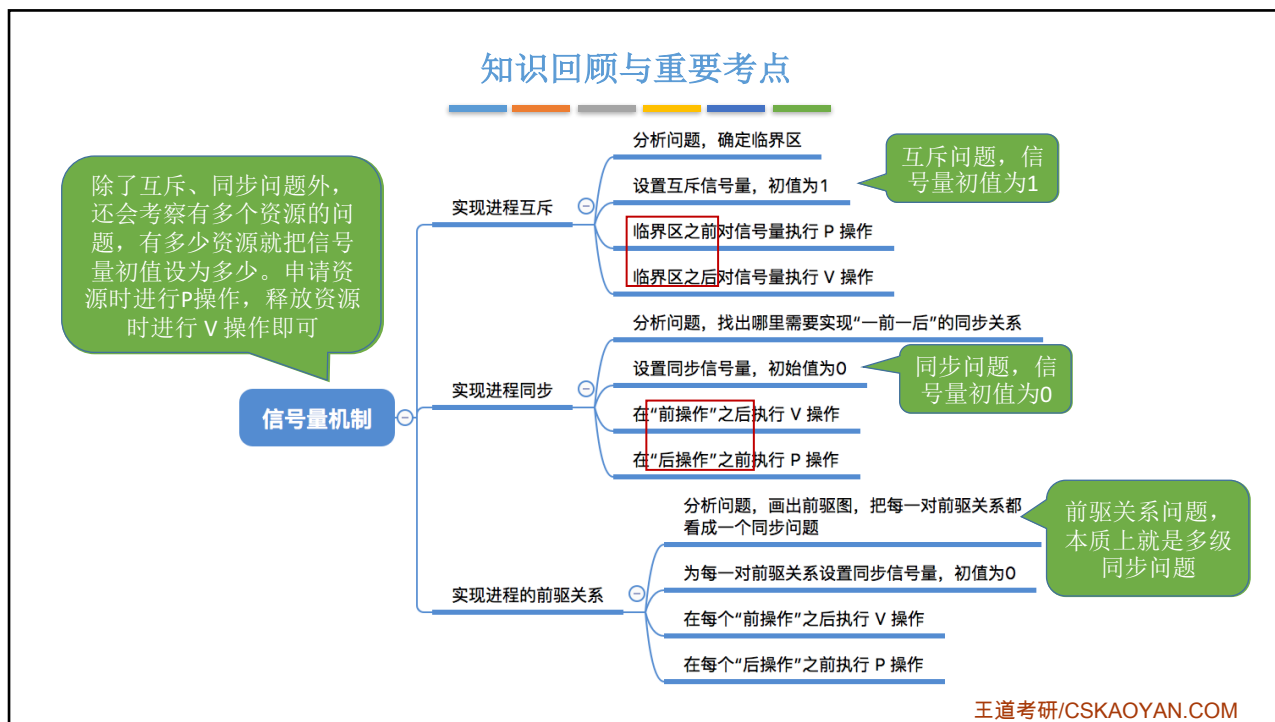 知识回顾与重要考点
除了互斥、同步问题外，
还会考察有多个资源的问
题，有多少资源就把信号
量初值设为多少。申请资
源时进行P操作，释放资源
时进行 V 操作即可
信号量机制
实现进程互斥
分析问题，确定临界区
设置互斥信号量，初值为1
互斥问题，信
号量初值为1
临界区之前对信号量执行 P 操作
临界区之后对信号量执行 V 操作
实现进程同步
分析问题，找出哪里需要实现“一前一后”的同步关系
设置同步信号量，初始值为0
同步问题，信
号量初值为0
在“前操作”之后执行 V 操作
在“后操作”之前执行 P 操作
实现进程的前驱关系
分析问题，画出前驱图，把每一对前驱关系都
看成一个同步问题
前驱关系问题，
本质上就是多级
同步问题
为每一对前驱关系设置同步信号量，初值为0
在每个“前操作”之后执行 V 操作
在每个“后操作”之前执行 P 操作
王道考研/CSKAOYAN.COM